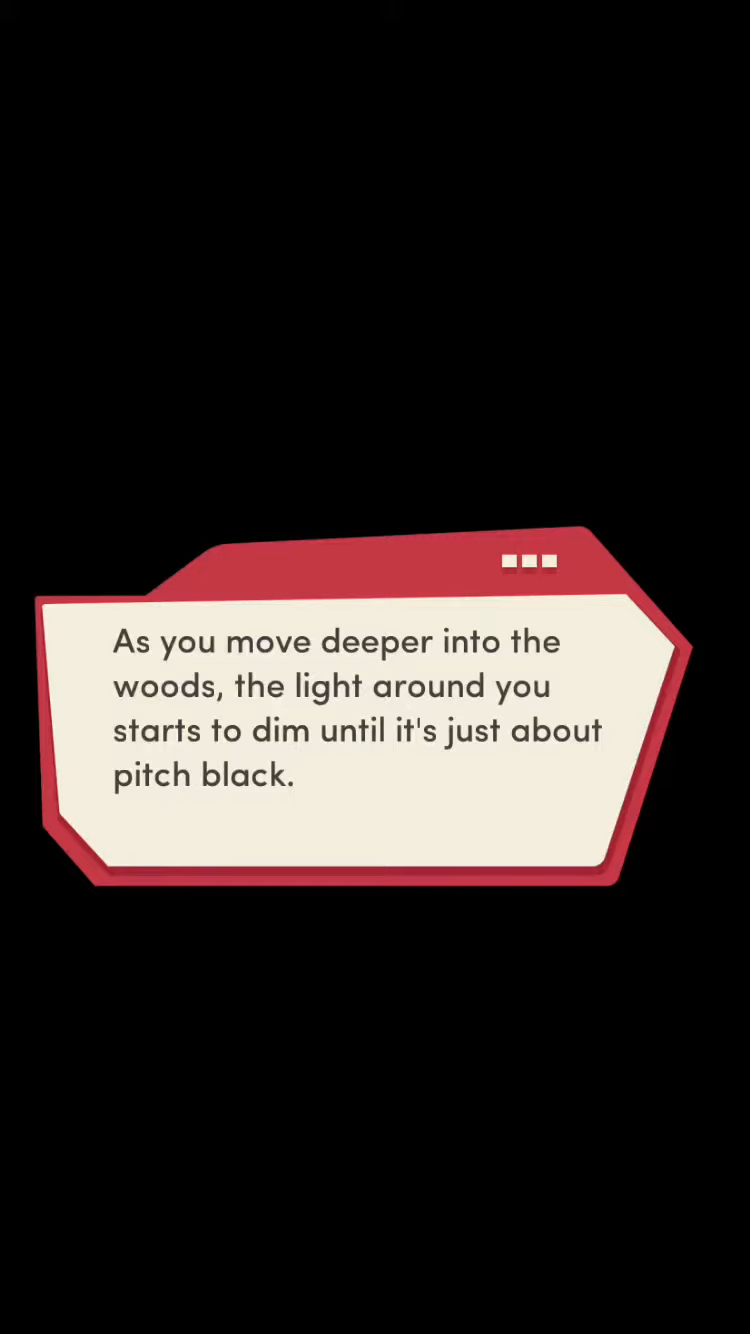 As you move deeper into the
woods, the light around you
starts to dim until it's just about
pitch black.